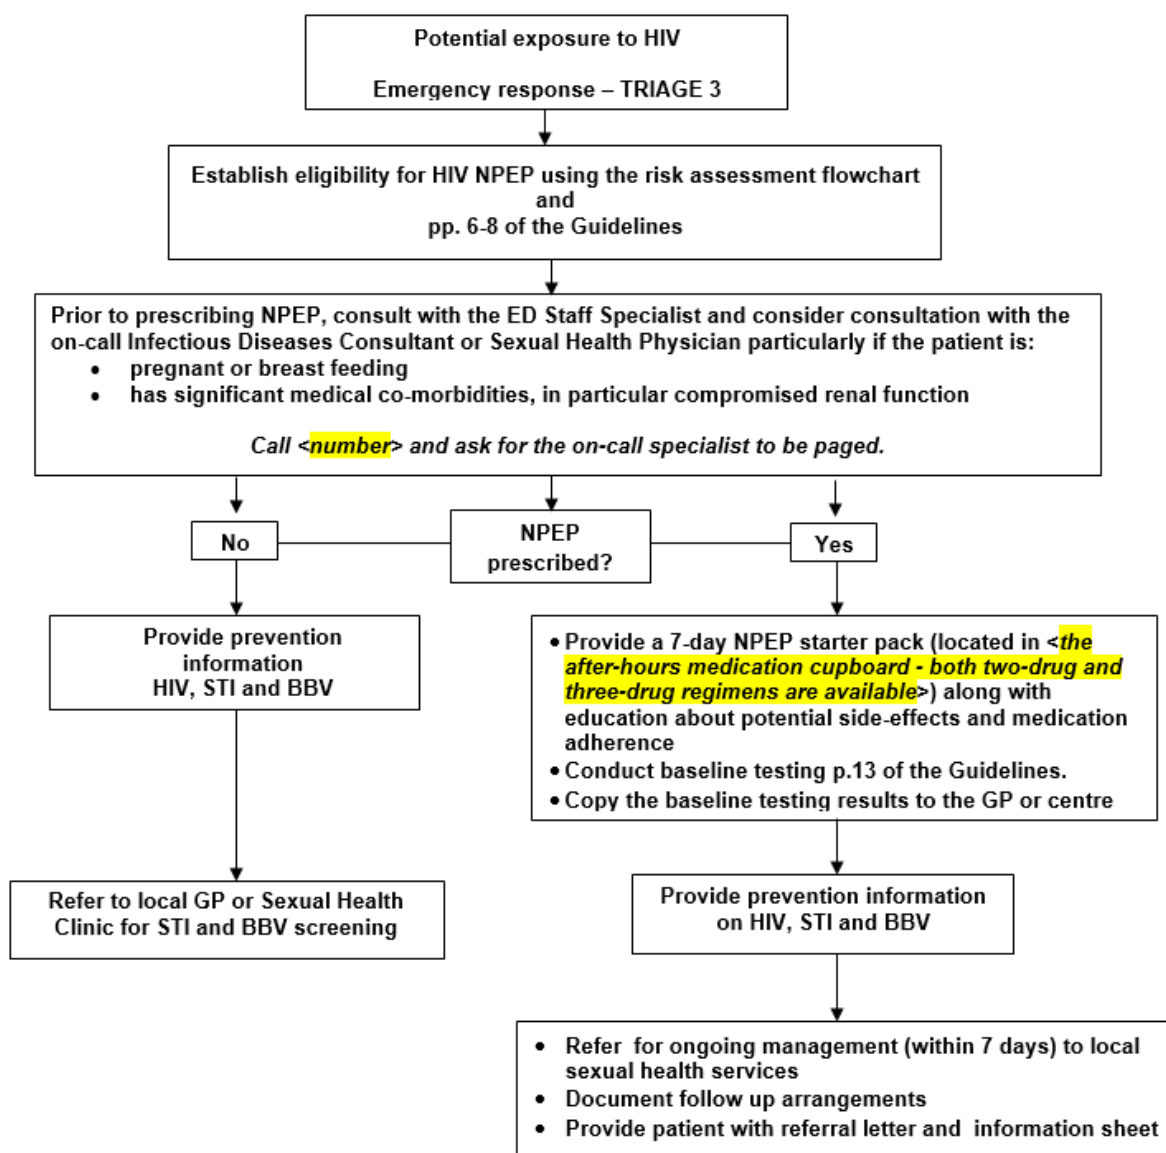 Potential exposure to HIV
Emergency response – TRIAGE 3
Establish eligibility for HIV NPEP using the risk assessment flowchart
and
pp. 6-8 of the Guidelines
Prior to prescribing NPEP, consult with the ED Staff Specialist and consider consultation with the
on-call Infectious Diseases Consultant or Sexual Health Physician particularly if the patient is:
• pregnant or breast feeding
• has significant medical co-morbidities, in particular compromised renal function
Call <number> and ask for the on-call specialist to be paged.
No
NPEP
prescribed?
Yes
Provide prevention
information
HIV, STI and BBV
Refer to local GP or Sexual Health
Clinic for STI and BBV screening
• Provide a 7-day NPEP starter pack (located in <the
after-hours medication cupboard - both two-drug and
three-drug regimens are available>) along with
education about potential side-effects and medication
adherence
• Conduct baseline testing p.13 of the Guidelines.
• Copy the baseline testing results to the GP or centre
Provide prevention information
on HIV, STI and BBV
• Refer for ongoing management (within 7 days) to local
sexual health services
• Document follow up arrangements
• Provide patient with referral letter and information sheet